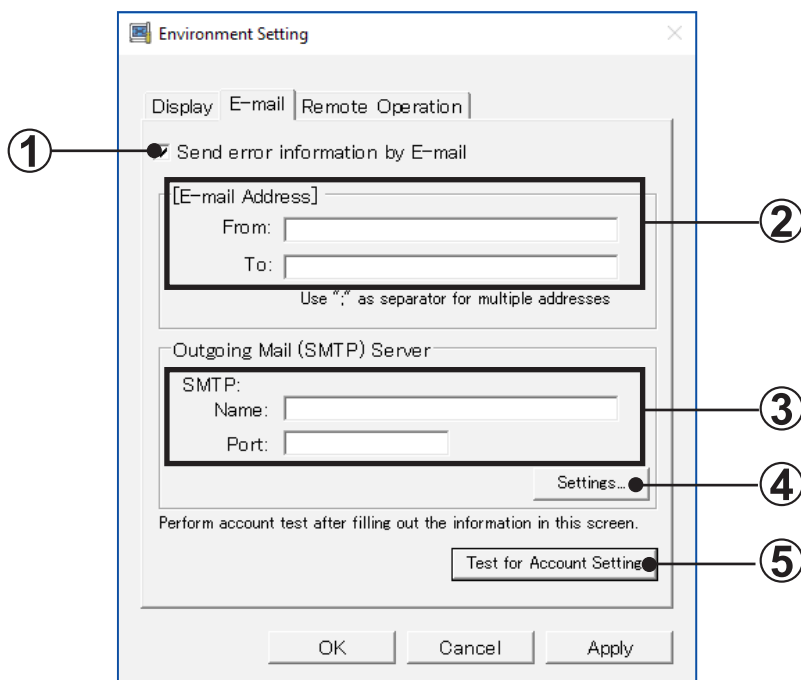 Environment Setting
Display E-mail Remote Operation
① Send error information by E-mail
[E-mail Address]
From:
②
To:
Use ";" as separator for multiple addresses
Outgoing Mail (SMTP) Server
SMTP:
Name:
③
Port:
Settings... ④
Perform account test after filling out the information in this screen.
Test for Account Setting ⑤
OK Cancel Apply